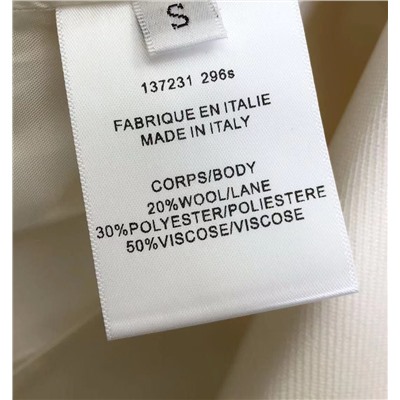 S
137231 296s
FABRIQUE EN ITALIE
MADE IN ITALY
CORPS/BODY
20%WOOL/LANE
30%POLYESTER/POLIESTERE
50%VISCOSE/VISCOSE